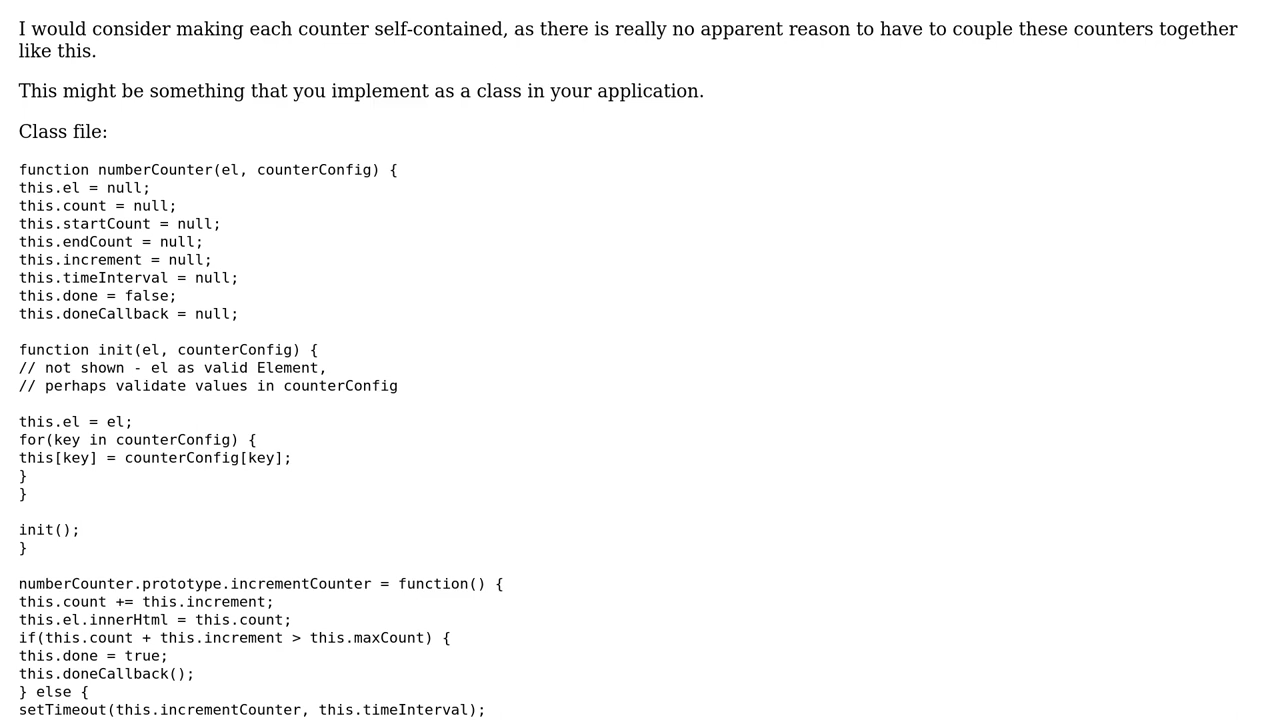 I would consider making each counter self-contained, as there is really no apparent reason to have to couple these counters together
like this.
This might be something that you implement as a class in your application.
Class file:
function numberCounter(el, counterConfig) {
this.el = null;
this.count = null;
this.startCount = null;
this.endCount = null;
this.increment = null;
this.timeInterval = null;
this.done = false;
this.doneCallback = null;
function init(el, counterConfig) {
// not shown - el as valid Element,
// perhaps validate values in counterConfig
this.el = el;
for(key in counterConfig) {
this[key] = counterConfig[key];
}
}
init();
}
numberCounter.prototype.incrementCounter = function() {
this.count += this.increment;
this.el.innerHtml = this.count;
if(this.count + this.increment > this.maxCount) {
this.done = true;
this.doneCallback();
} else {
setTimeout(this.incrementCounter, this.timeInterval);